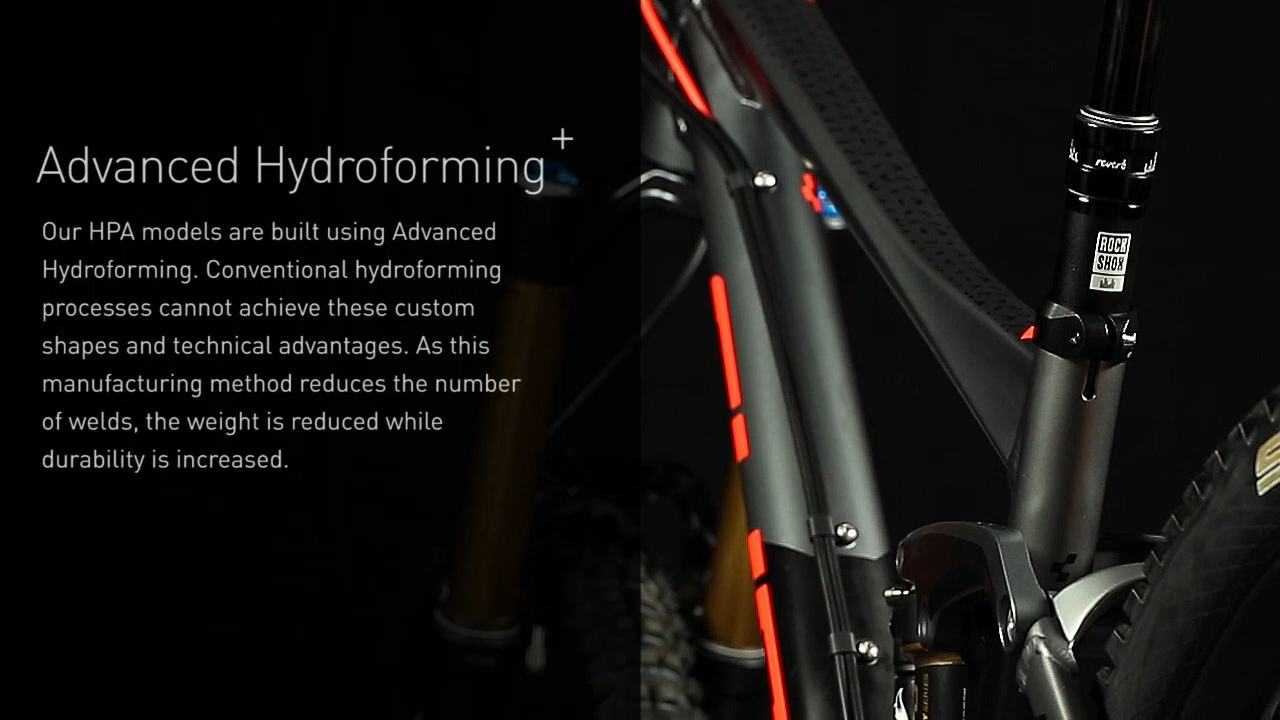 Advanced Hydroforming+
Our HPA models are built using Advanced
Hydroforming. Conventional hydroforming
processes cannot achieve these custom
shapes and technical advantages. As this
manufacturing method reduces the number
of welds, the weight is reduced while
durability is increased.
reverb
ROCK
SHOX